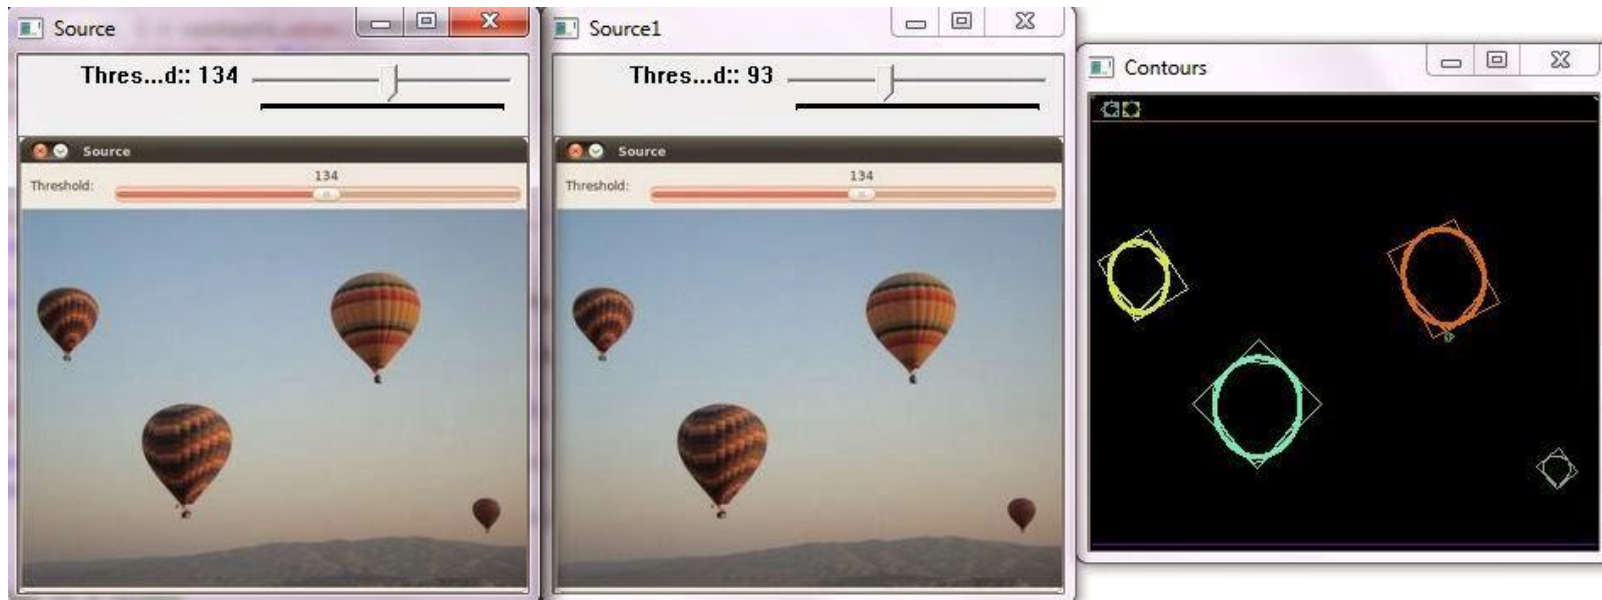 Source
Thres...d:: 134
Source
134
Threshold:
Source1
Thres...d:: 93
Source
134
Threshold:
Contours